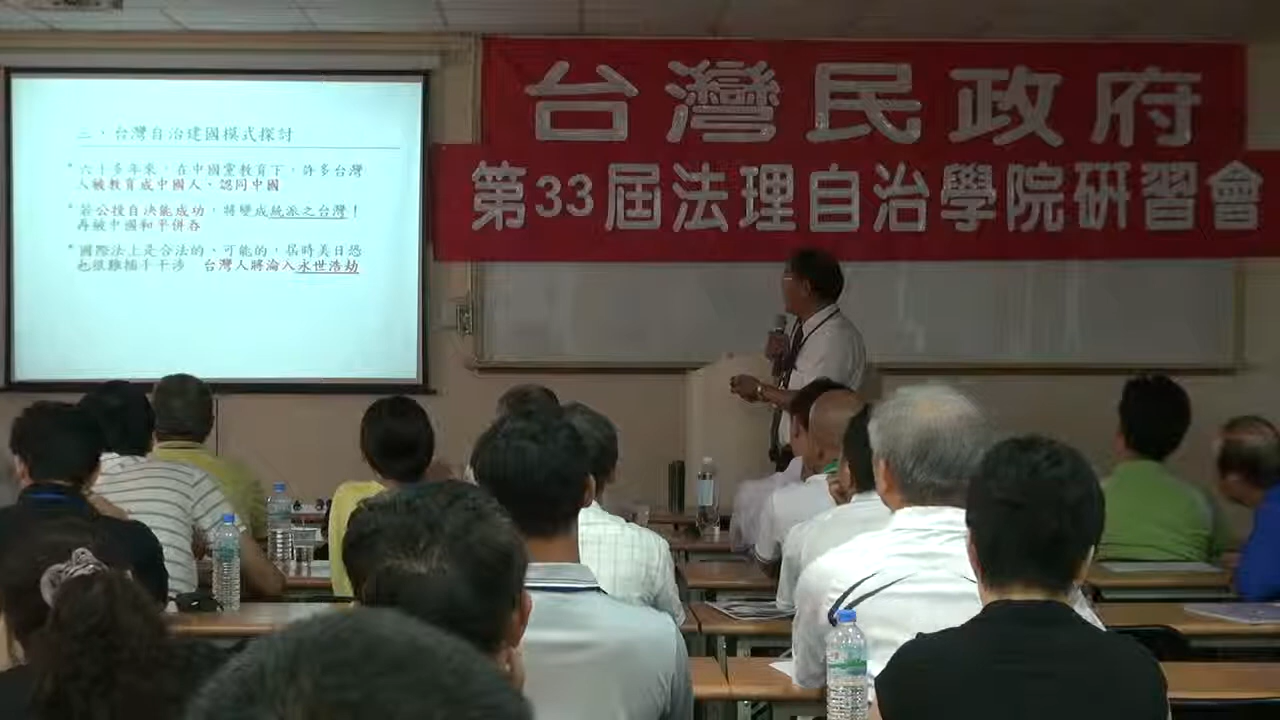 三、台灣自治建國模式探討
六十多年來，在中國黨教育下，許多台灣
人被教育成中國人、認同中國
若公投自決能成功，將變成統派之台灣！
再被中國和平併吞
國際法上是合法的、可能的，屆時美日恐
也很難插手干涉 台灣人將淪入永世浩劫
台灣民政府
第33屆法理自治學院研習會